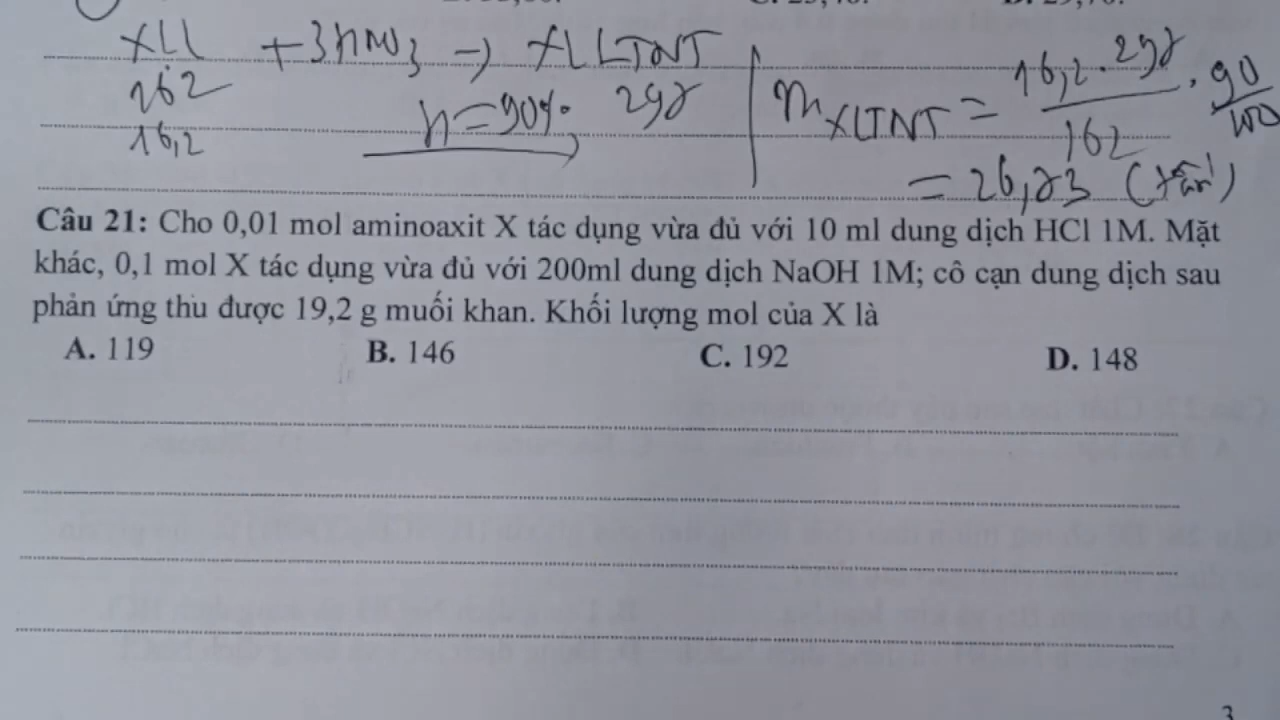 XLL + 3HNO3 → XLLTNT
162 297
16,2 h = 90%
mXLTNT = 16,2 . 297 / 162 . 90 / 100
= 26,73 (tấn)
Câu 21: Cho 0,01 mol aminoaxit X tác dụng vừa đủ với 10 ml dung dịch HCl 1M. Mặt
khác, 0,1 mol X tác dụng vừa đủ với 200ml dung dịch NaOH 1M; cô cạn dung dịch sau
phản ứng thu được 19,2 g muối khan. Khối lượng mol của X là
A. 119 B. 146 C. 192 D. 148
3